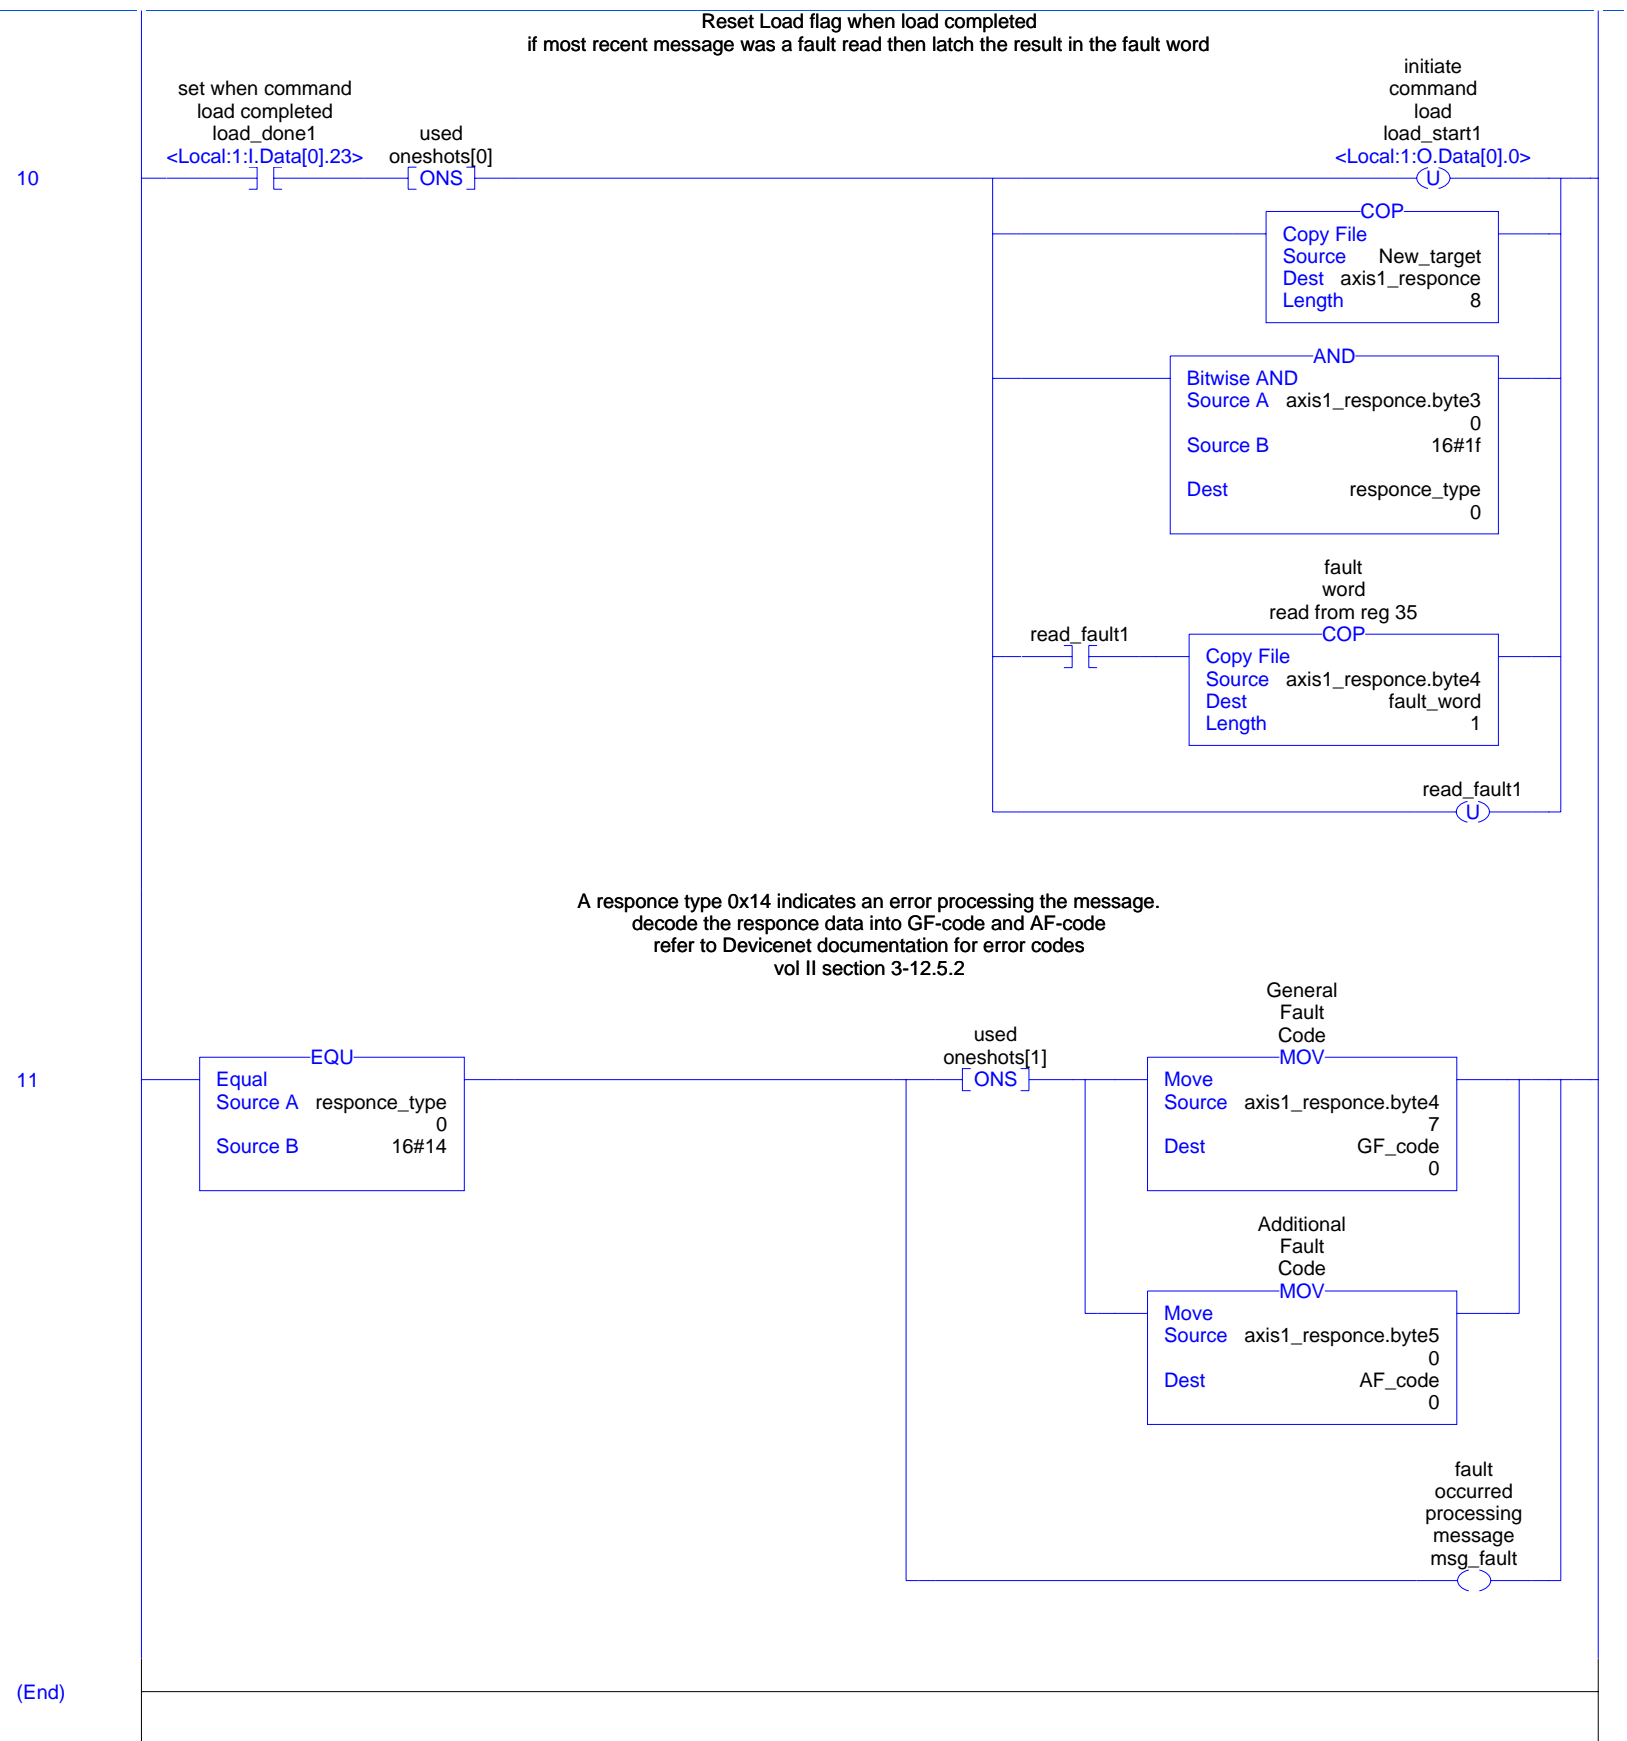 Reset Load flag when load completed
if most recent message was a fault read then latch the result in the fault word
set when command
load completed
load_done1
<Local:1:I.Data[0].23>
used
oneshots[0]
initiate
command
load
load_start1
<Local:1:O.Data[0].0>
10
ONS
U
COP
Copy File
Source New_target
Dest axis1_responce
Length 8
AND
Bitwise AND
Source A axis1_responce.byte3
0
Source B 16#1f
Dest responce_type
0
fault
word
read from reg 35
read_fault1
COP
Copy File
Source axis1_responce.byte4
Dest fault_word
Length 1
read_fault1
U
A responce type 0x14 indicates an error processing the message.
decode the responce data into GF-code and AF-code
refer to Devicenet documentation for error codes
vol II section 3-12.5.2
11
EQU
Equal
Source A responce_type
0
Source B 16#14
used
oneshots[1]
ONS
General
Fault
Code
MOV
Move
Source axis1_responce.byte4
7
Dest GF_code
0
Additional
Fault
Code
MOV
Move
Source axis1_responce.byte5
0
Dest AF_code
0
fault
occurred
processing
message
msg_fault
(End)